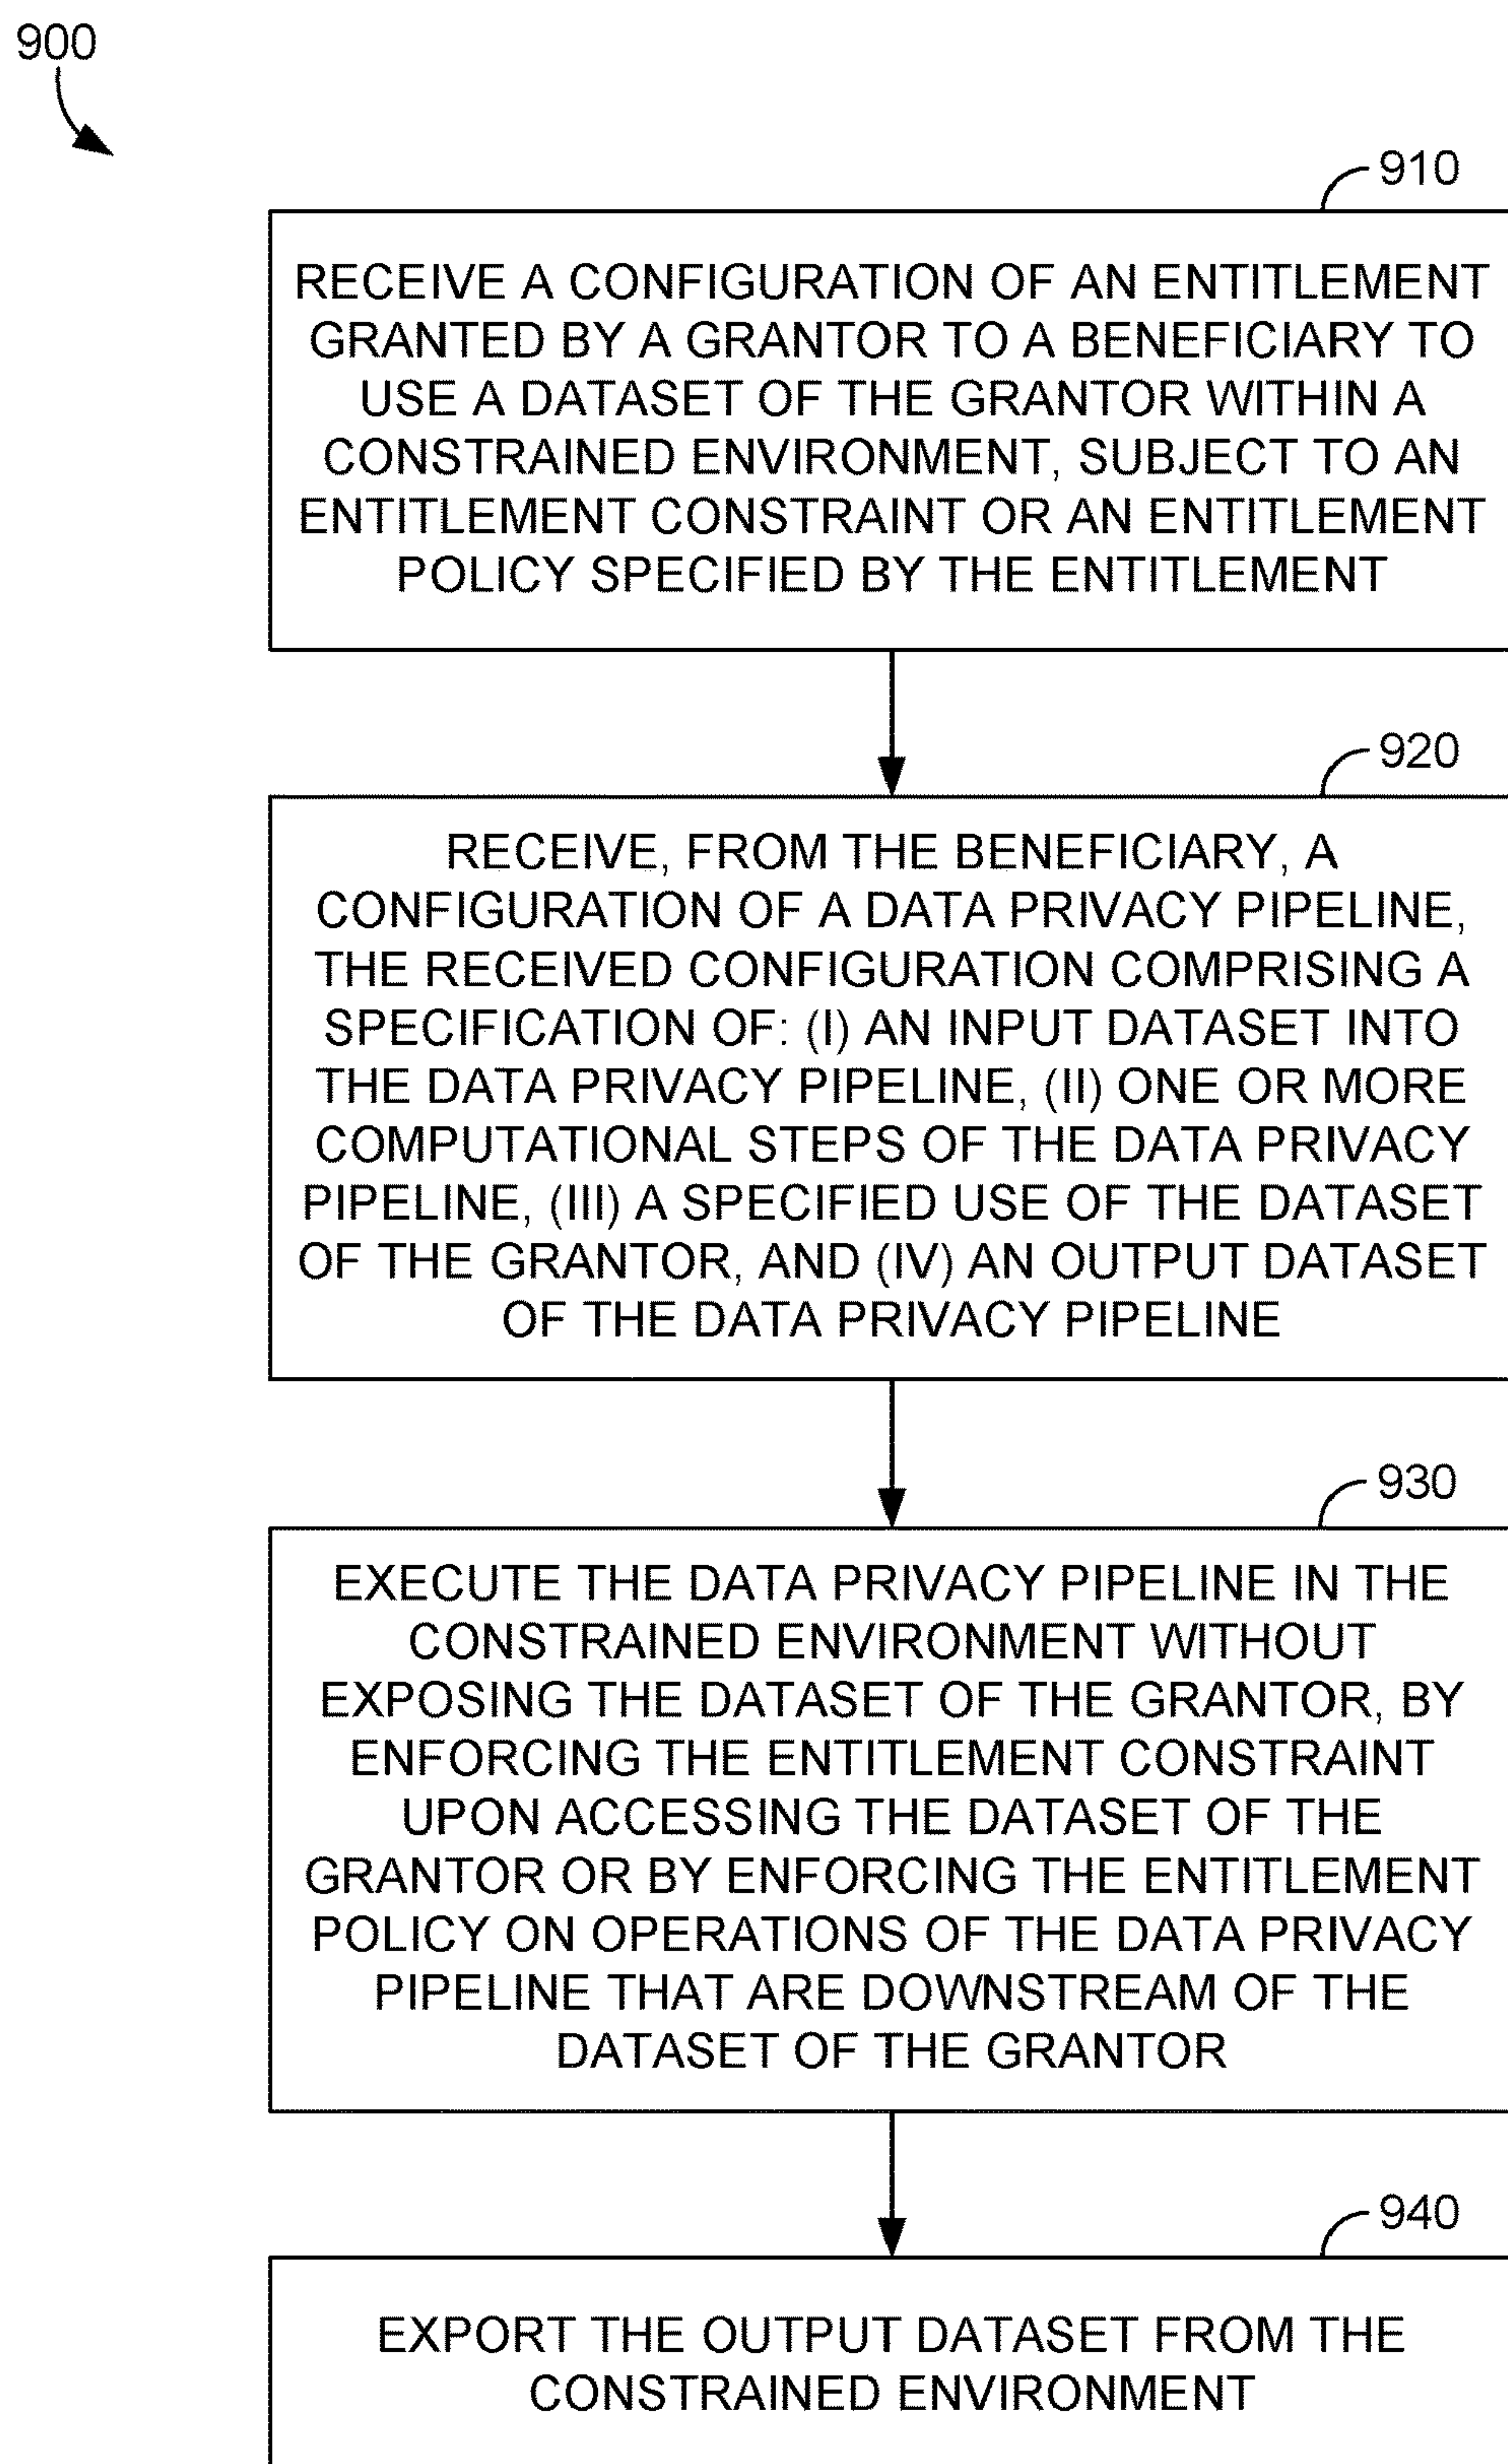 900
910
RECEIVE A CONFIGURATION OF AN ENTITLEMENT
GRANTED BY A GRANTOR TO A BENEFICIARY TO
USE A DATASET OF THE GRANTOR WITHIN A
CONSTRAINED ENVIRONMENT, SUBJECT TO AN
ENTITLEMENT CONSTRAINT OR AN ENTITLEMENT
POLICY SPECIFIED BY THE ENTITLEMENT
920
RECEIVE, FROM THE BENEFICIARY, A
CONFIGURATION OF A DATA PRIVACY PIPELINE,
THE RECEIVED CONFIGURATION COMPRISING A
SPECIFICATION OF: (I) AN INPUT DATASET INTO
THE DATA PRIVACY PIPELINE, (II) ONE OR MORE
COMPUTATIONAL STEPS OF THE DATA PRIVACY
PIPELINE, (III) A SPECIFIED USE OF THE DATASET
OF THE GRANTOR, AND (IV) AN OUTPUT DATASET
OF THE DATA PRIVACY PIPELINE
930
EXECUTE THE DATA PRIVACY PIPELINE IN THE
CONSTRAINED ENVIRONMENT WITHOUT
EXPOSING THE DATASET OF THE GRANTOR, BY
ENFORCING THE ENTITLEMENT CONSTRAINT
UPON ACCESSING THE DATASET OF THE
GRANTOR OR BY ENFORCING THE ENTITLEMENT
POLICY ON OPERATIONS OF THE DATA PRIVACY
PIPELINE THAT ARE DOWNSTREAM OF THE
DATASET OF THE GRANTOR
940
EXPORT THE OUTPUT DATASET FROM THE
CONSTRAINED ENVIRONMENT